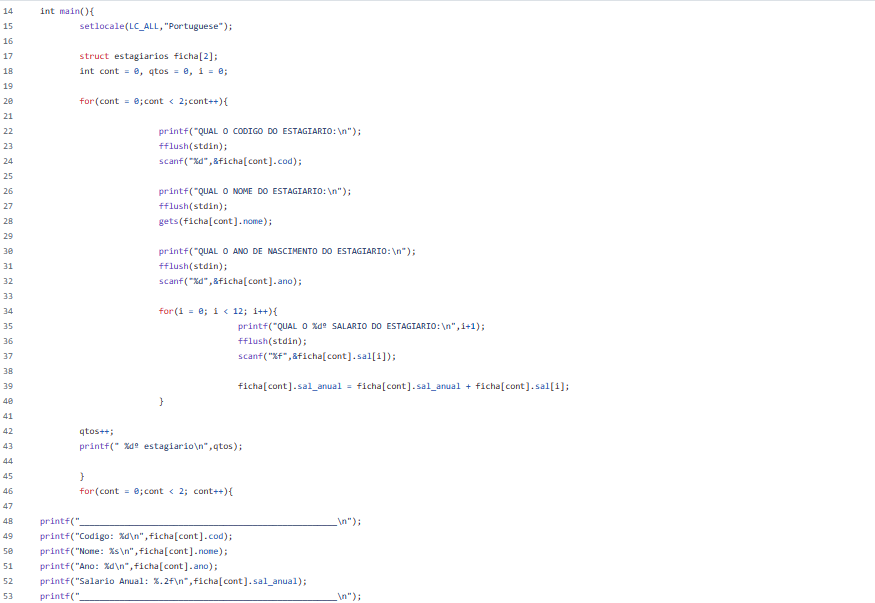 14 int main(){
15 setlocale(LC_ALL,"Portuguese");
16
17 struct estagiarios ficha[2];
18 int cont = 0, qtos = 0, i = 0;
19
20 for(cont = 0;cont < 2;cont++){
21
22 printf("QUAL O CODIGO DO ESTAGIARIO:\n");
23 fflush(stdin);
24 scanf("%d",&ficha[cont].cod);
25
26 printf("QUAL O NOME DO ESTAGIARIO:\n");
27 fflush(stdin);
28 gets(ficha[cont].nome);
29
30 printf("QUAL O ANO DE NASCIMENTO DO ESTAGIARIO:\n");
31 fflush(stdin);
32 scanf("%d",&ficha[cont].ano);
33
34 for(i = 0; i < 12; i++){
35 printf("QUAL O %dº SALARIO DO ESTAGIARIO:\n",i+1);
36 fflush(stdin);
37 scanf("%f",&ficha[cont].sal[i]);
38
39 ficha[cont].sal_anual = ficha[cont].sal_anual + ficha[cont].sal[i];
40 }
41
42 qtos++;
43 printf(" %dº estagiario\n",qtos);
44
45 }
46 for(cont = 0;cont < 2; cont++){
47
48 printf("___________________________________________________\n");
49 printf("Codigo: %d\n",ficha[cont].cod);
50 printf("Nome: %s\n",ficha[cont].nome);
51 printf("Ano: %d\n",ficha[cont].ano);
52 printf("Salario Anual: %.2f\n",ficha[cont].sal_anual);
53 printf("___________________________________________________\n");